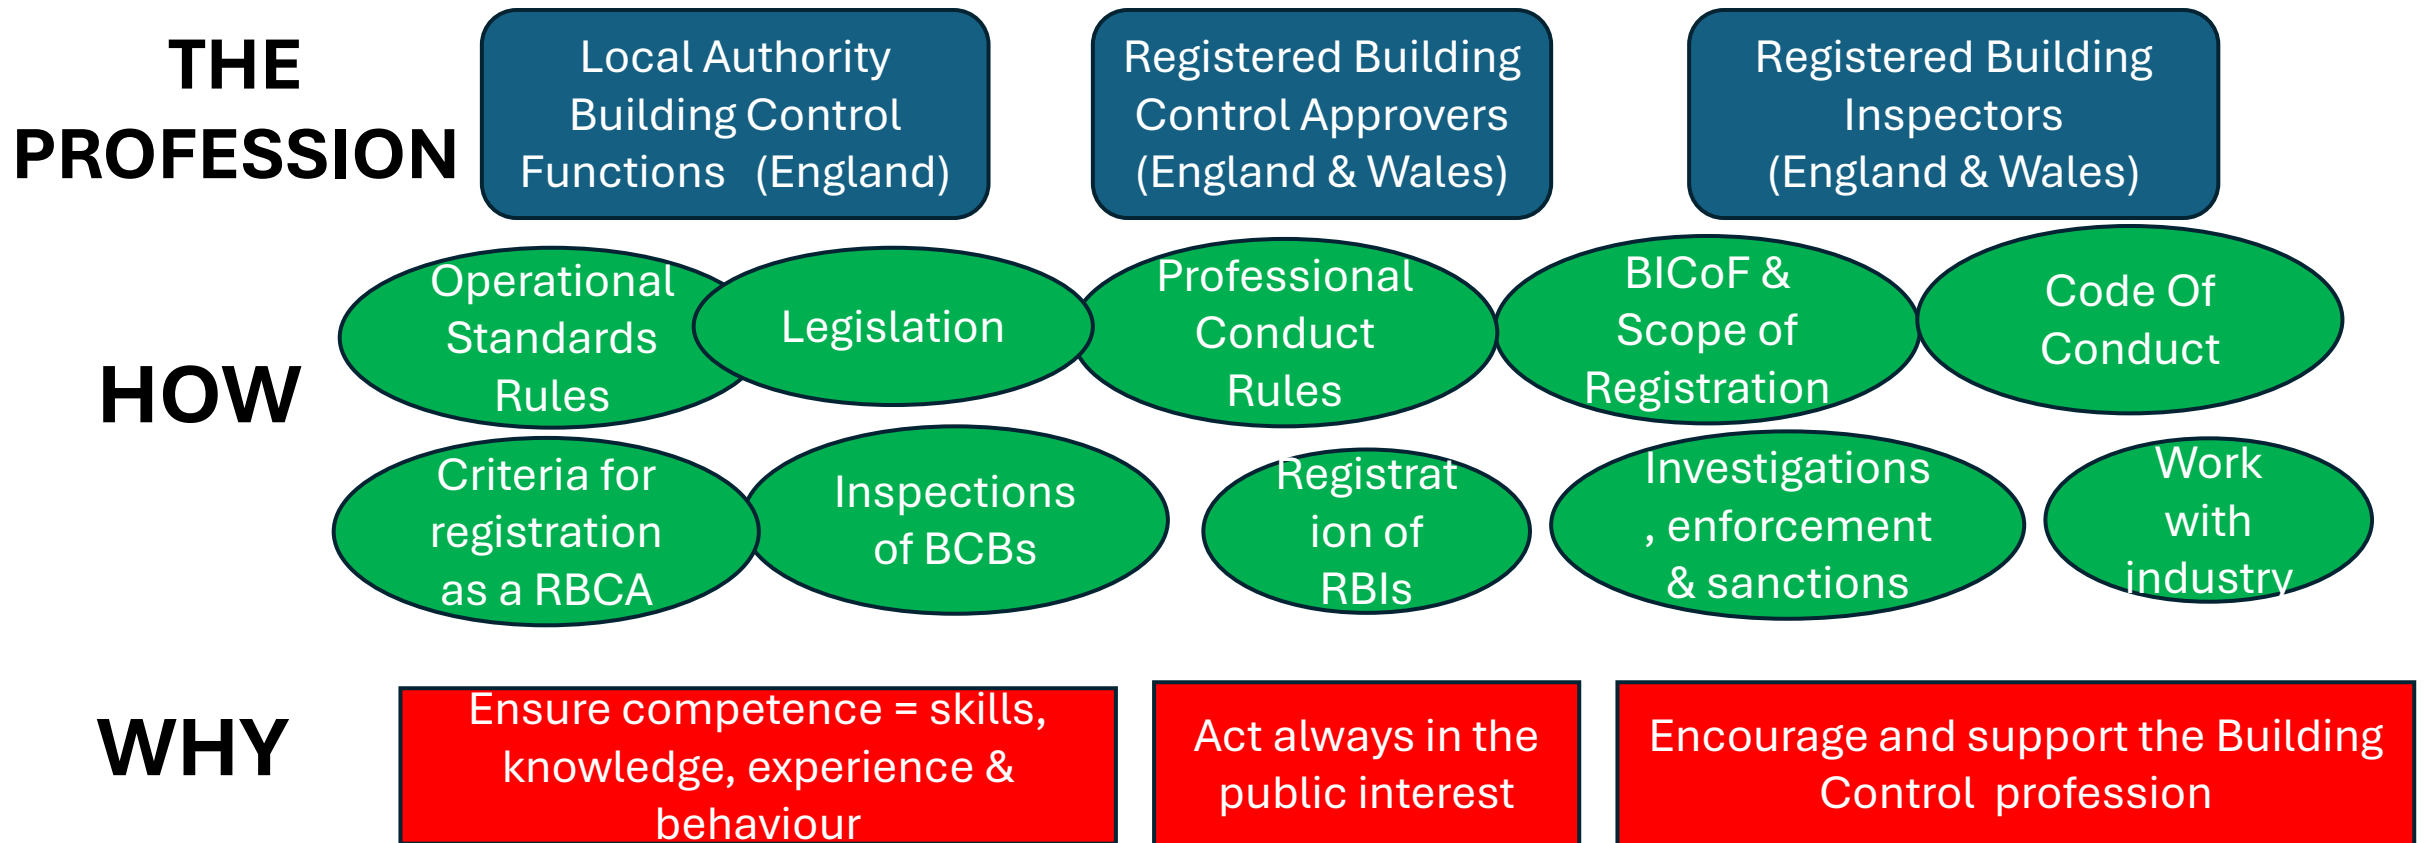 THE
PROFESSION
Local Authority
Building Control
Functions (England)
Registered Building
Control Approvers
(England & Wales)
Registered Building
Inspectors
(England & Wales)
HOW
Operational
Standards
Rules
Legislation
Professional
Conduct
Rules
BICoF &
Scope of
Registration
Code Of
Conduct
Criteria for
registration
as a RBCA
Inspections
of BCBs
Registrat
ion of
RBIs
Investigations
, enforcement
& sanctions
Work
with
industry
WHY
Ensure competence = skills,
knowledge, experience &
behaviour
Act always in the
public interest
Encourage and support the Building
Control profession